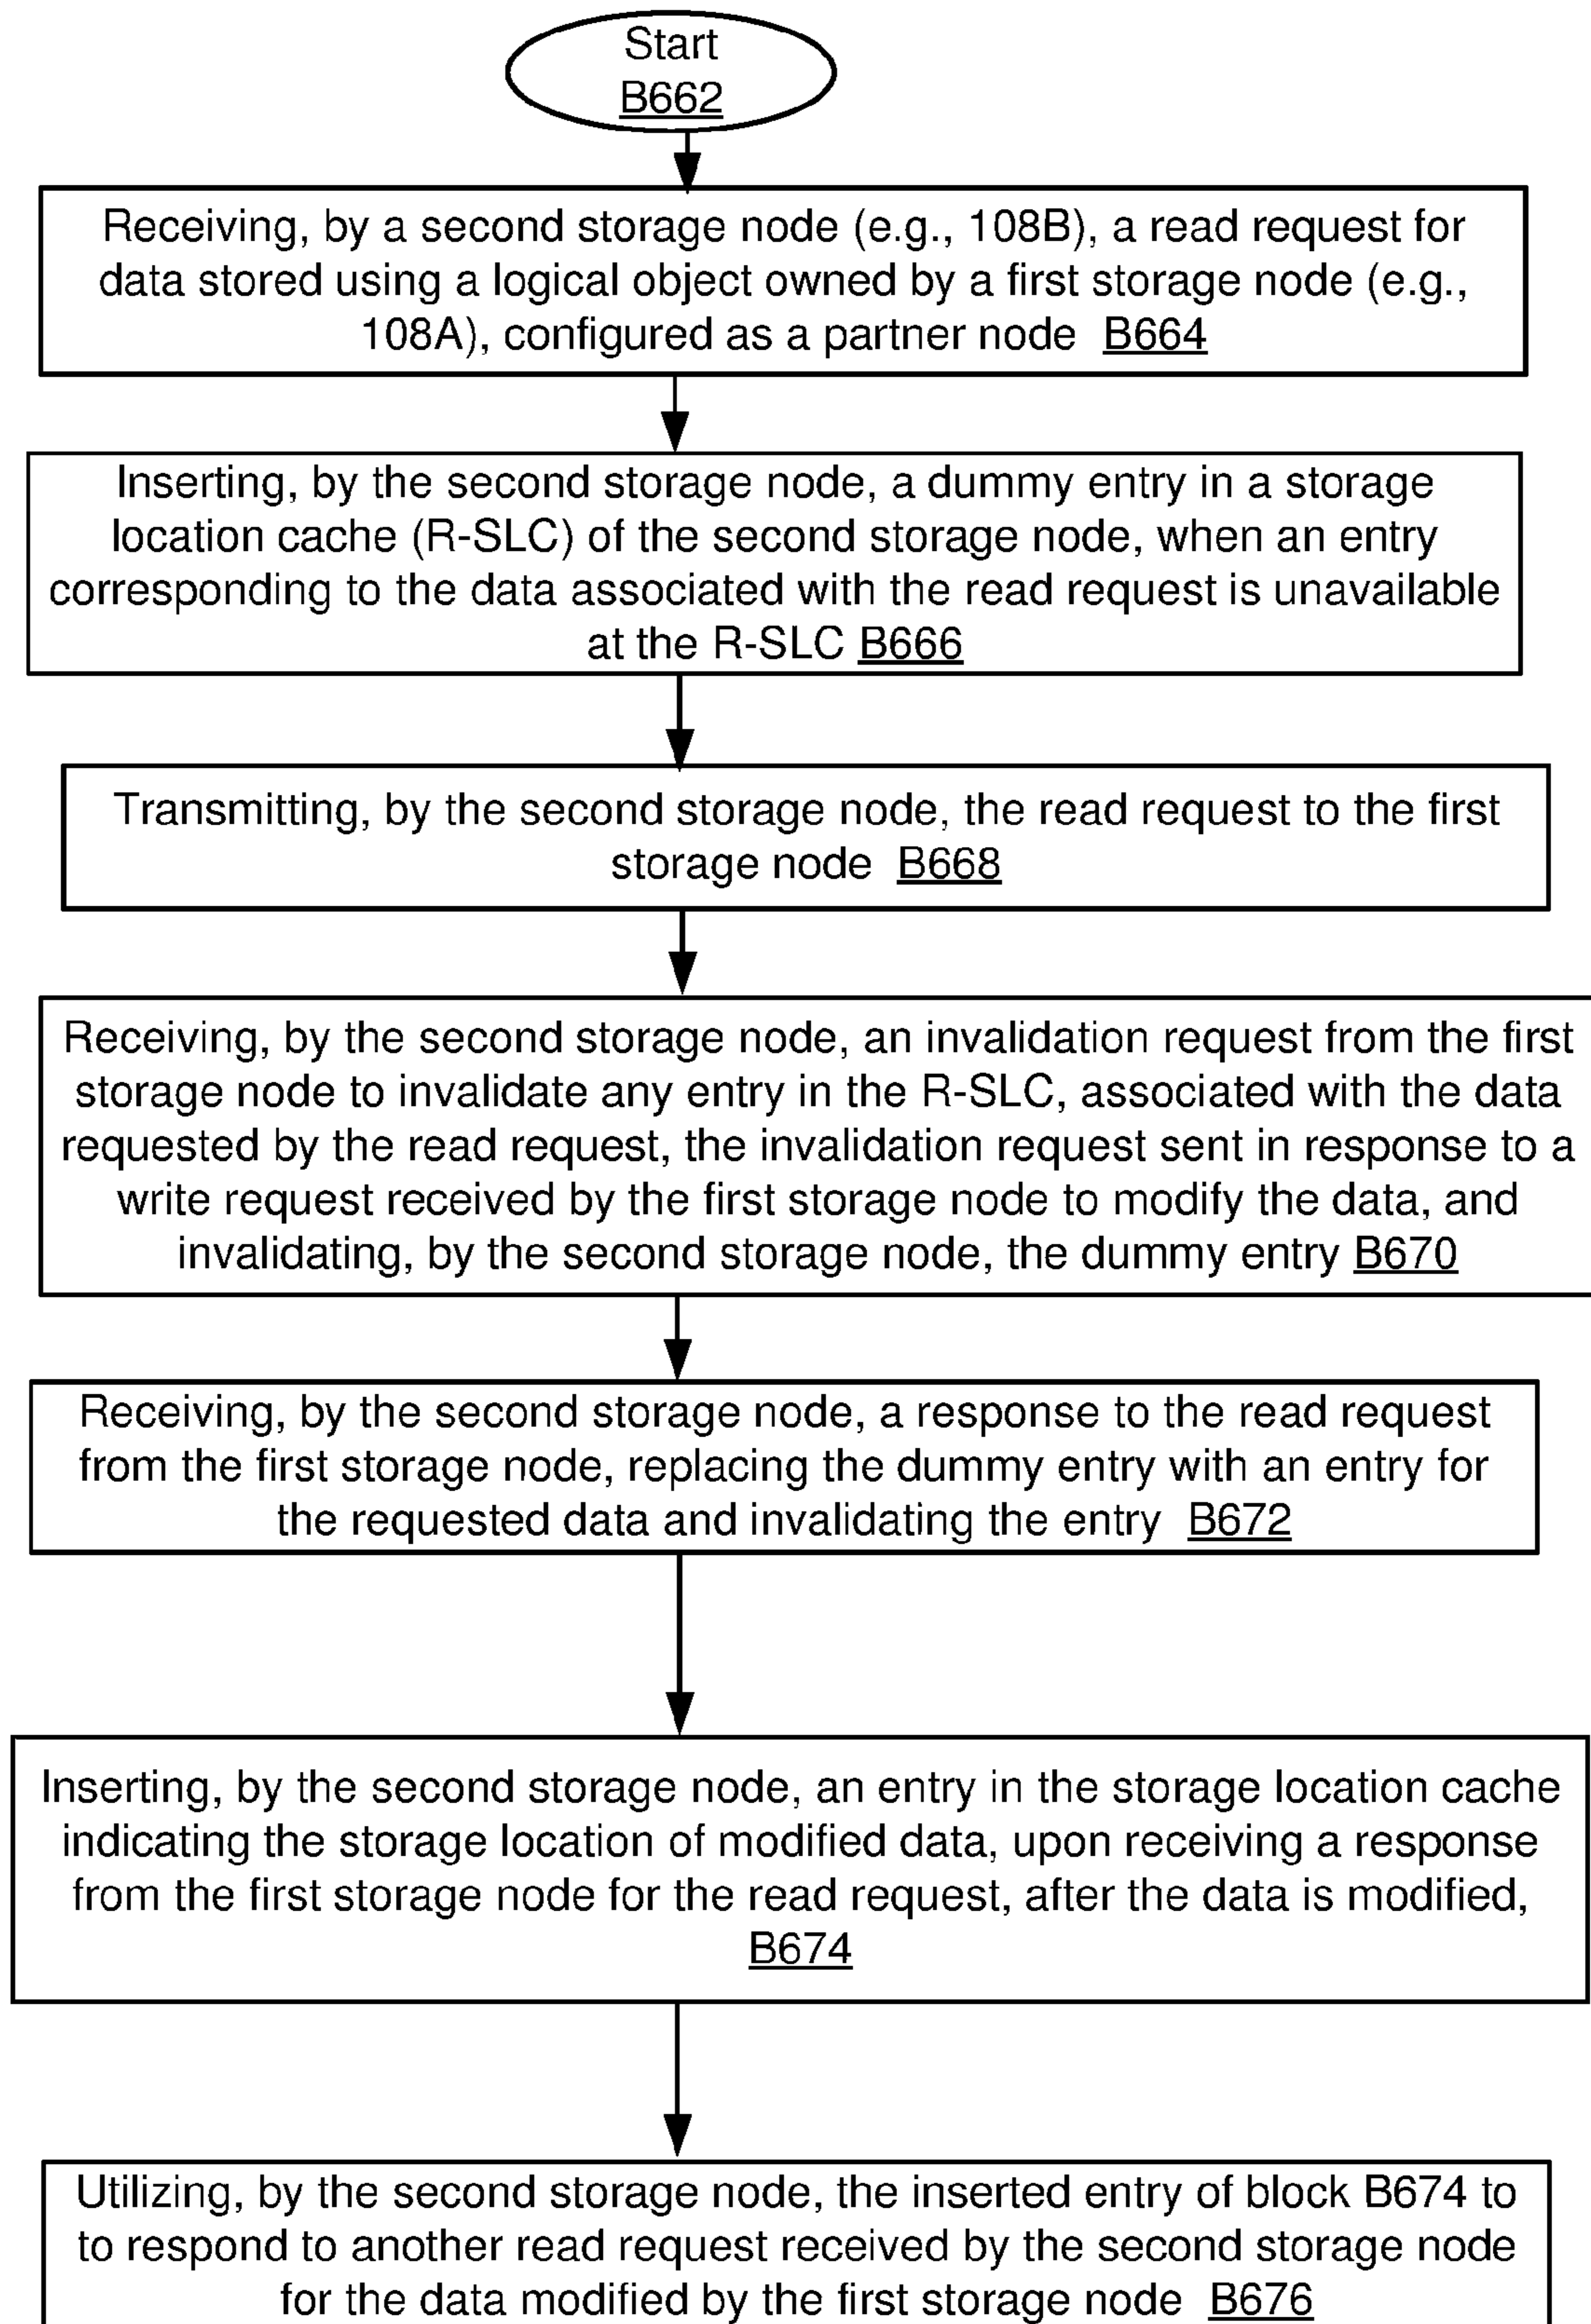 Start
B662
Receiving, by a second storage node (e.g., 108B), a read request for
data stored using a logical object owned by a first storage node (e.g.,
108A), configured as a partner node B664
Inserting, by the second storage node, a dummy entry in a storage
location cache (R-SLC) of the second storage node, when an entry
corresponding to the data associated with the read request is unavailable
at the R-SLC B666
Transmitting, by the second storage node, the read request to the first
storage node B668
Receiving, by the second storage node, an invalidation request from the first
storage node to invalidate any entry in the R-SLC, associated with the data
requested by the read request, the invalidation request sent in response to a
write request received by the first storage node to modify the data, and
invalidating, by the second storage node, the dummy entry B670
Receiving, by the second storage node, a response to the read request
from the first storage node, replacing the dummy entry with an entry for
the requested data and invalidating the entry B672
Inserting, by the second storage node, an entry in the storage location cache
indicating the storage location of modified data, upon receiving a response
from the first storage node for the read request, after the data is modified,
B674
Utilizing, by the second storage node, the inserted entry of block B674 to
to respond to another read request received by the second storage node
for the data modified by the first storage node B676